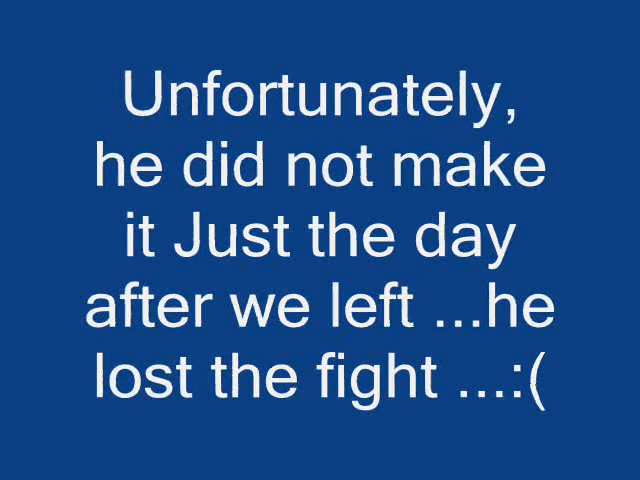 Unfortunately,
he did not make
it Just the day
after we left ...he
lost the fight ...:(